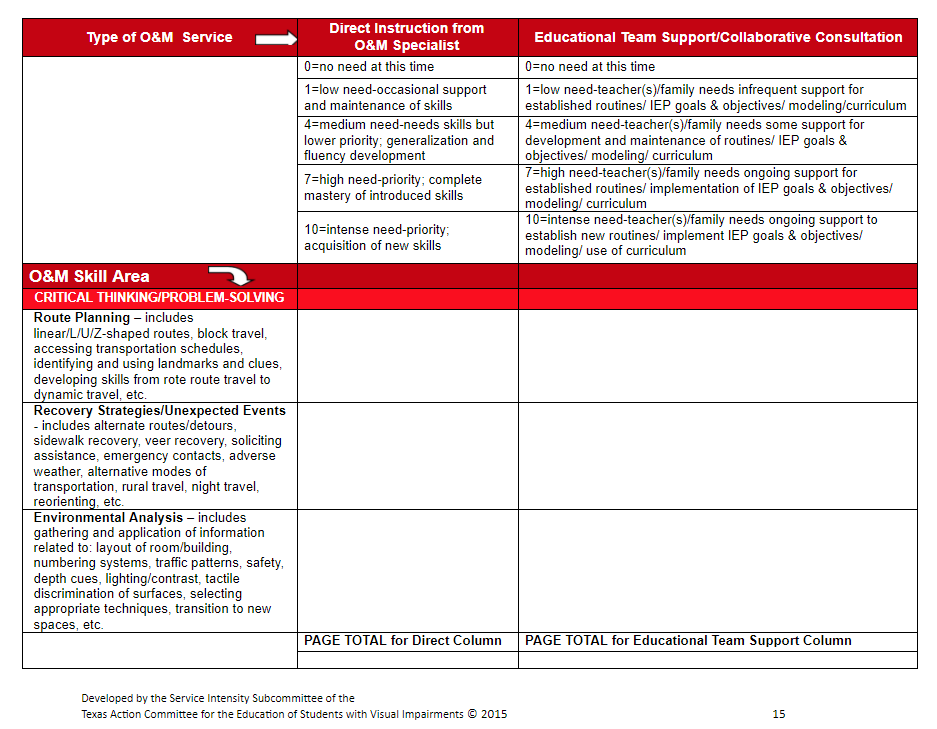 Type of O&M Service
Direct Instruction from
O&M Specialist
Educational Team Support/Collaborative Consultation
0=no need at this time
0=no need at this time
1=low need-occasional support
and maintenance of skills
1=low need-teacher(s)/family needs infrequent support for
established routines/ IEP goals & objectives/ modeling/curriculum
4=medium need-needs skills but
lower priority; generalization and
fluency development
4=medium need-teacher(s)/family needs some support for
development and maintenance of routines/ IEP goals &
objectives/ modeling/ curriculum
7=high need-priority; complete
mastery of introduced skills
7=high need-teacher(s)/family needs ongoing support for
established routines/ implementation of IEP goals & objectives/
modeling/ curriculum
10=intense need-priority;
acquisition of new skills
10=intense need-teacher(s)/family needs ongoing support to
establish new routines/ implement IEP goals & objectives/
modeling/ use of curriculum
O&M Skill Area
CRITICAL THINKING/PROBLEM-SOLVING
Route Planning – includes
linear/L/U/Z-shaped routes, block travel,
accessing transportation schedules,
identifying and using landmarks and clues,
developing skills from rote route travel to
dynamic travel, etc.
Recovery Strategies/Unexpected Events
- includes alternate routes/detours,
sidewalk recovery, veer recovery, soliciting
assistance, emergency contacts, adverse
weather, alternative modes of
transportation, rural travel, night travel,
reorienting, etc.
Environmental Analysis – includes
gathering and application of information
related to: layout of room/building,
numbering systems, traffic patterns, safety,
depth cues, lighting/contrast, tactile
discrimination of surfaces, selecting
appropriate techniques, transition to new
spaces, etc.
PAGE TOTAL for Direct Column
PAGE TOTAL for Educational Team Support Column
Developed by the Service Intensity Subcommittee of the
Texas Action Committee for the Education of Students with Visual Impairments © 2015
15